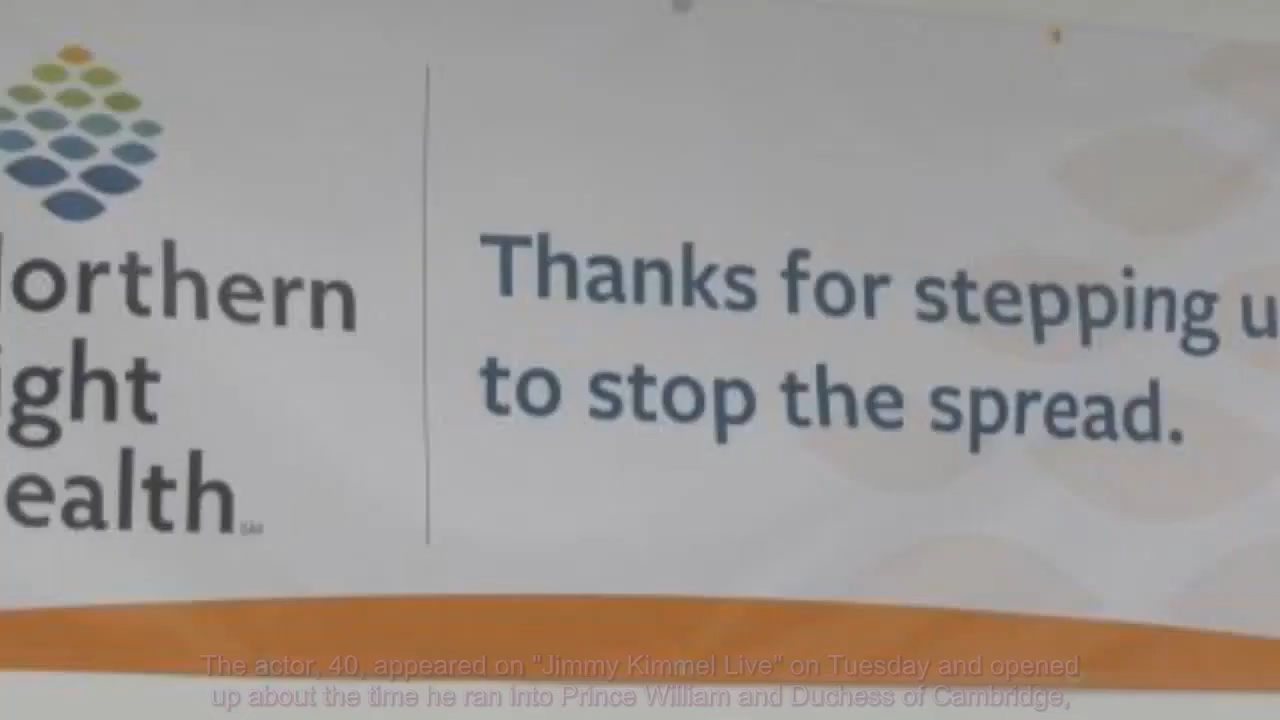 orthern
ight
ealth
SM
Thanks for stepping u
to stop the spread.
The actor, 40, appeared on "Jimmy Kimmel Live" on Tuesday and opened
up about the time he ran into Prince William and Duchess of Cambridge,